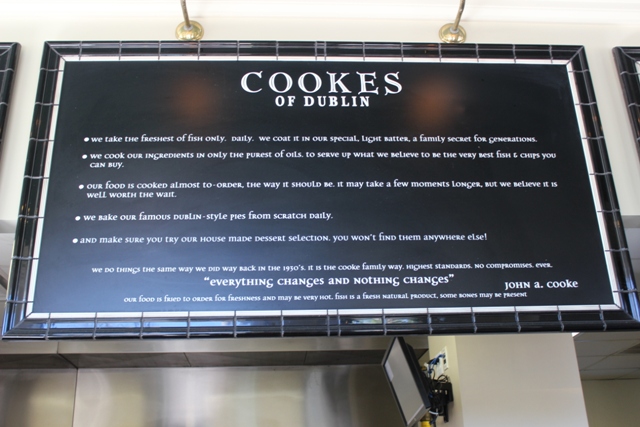 COOKES
OF DUBLIN
• we take the freshest of fish only. daily. we coat it in our special, light batter, a family secret for generations.
• we cook our ingredients in only the purest of oils. to serve up what we believe to be the very best fish & chips you
can buy.
• our food is cooked almost to-order, the way it should be. it may take a few moments longer, but we believe it is
well worth the wait.
• we bake our famous dublin-style pies from scratch daily.
• and make sure you try our house made dessert selection. you won't find them anywhere else!
we do things the same way we did way back in the 1950's. it is the cooke family way. highest standards. no compromises. ever.
"everything changes and nothing changes"
john a. cooke
our food is fried to order for freshness and may be very hot. fish is a fresh natural product, some bones may be present.